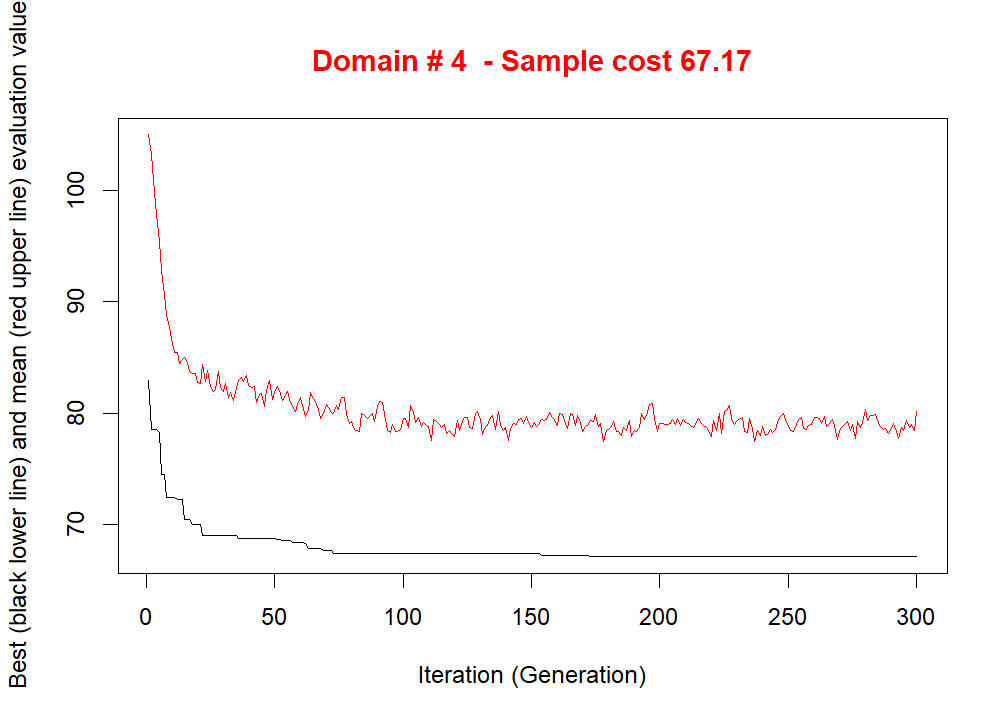 Domain # 4  - Sample cost 67.17
Best (black lower line) and mean (red upper line) evaluation value
100
90
80
70
0 50 100 150 200 250 300
Iteration (Generation)